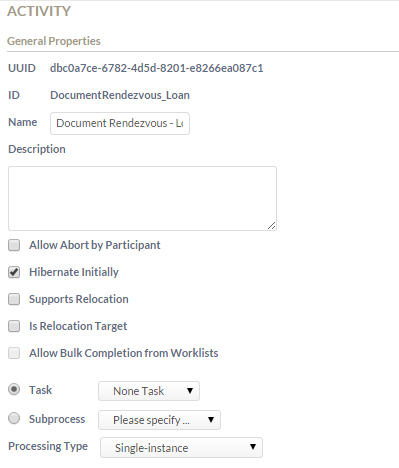 ACTIVITY
General Properties
UUID dbc0a7ce-6782-4d5d-8201-e8266ea087c1
ID DocumentRendezvous_Loan
Name Document Rendezvous - Lo
Description
Allow Abort by Participant
Hibernate Initially
Supports Relocation
Is Relocation Target
Allow Bulk Completion from Worklists
Task None Task
Subprocess Please specify ...
Processing Type Single-instance